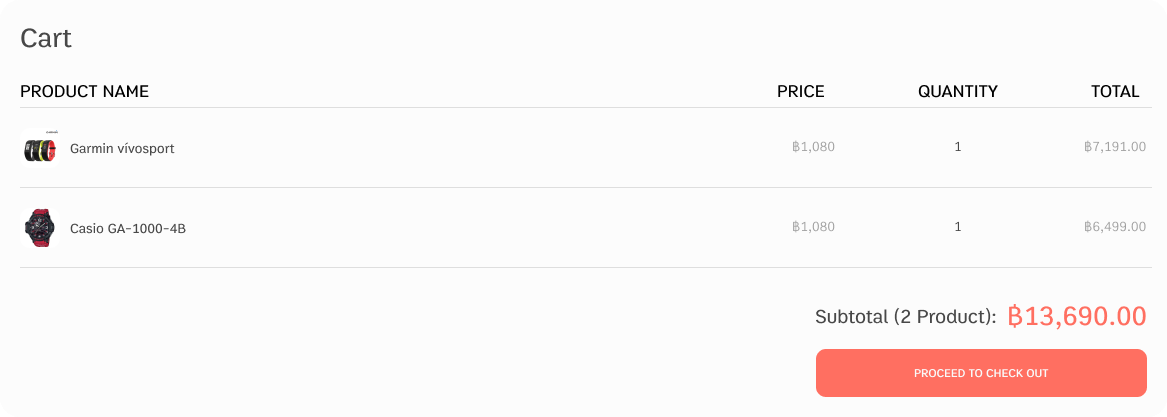 Cart
PRODUCT NAME PRICE QUANTITY TOTAL
Garmin vívosport ฿1,080 1 ฿7,191.00
Casio GA-1000-4B ฿1,080 1 ฿6,499.00
Subtotal (2 Product): ฿13,690.00
PROCEED TO CHECK OUT